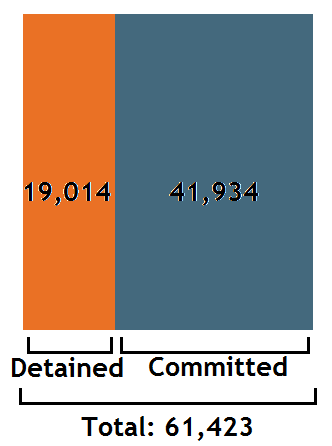 19,014 41,934
Detained Committed
Total: 61,423